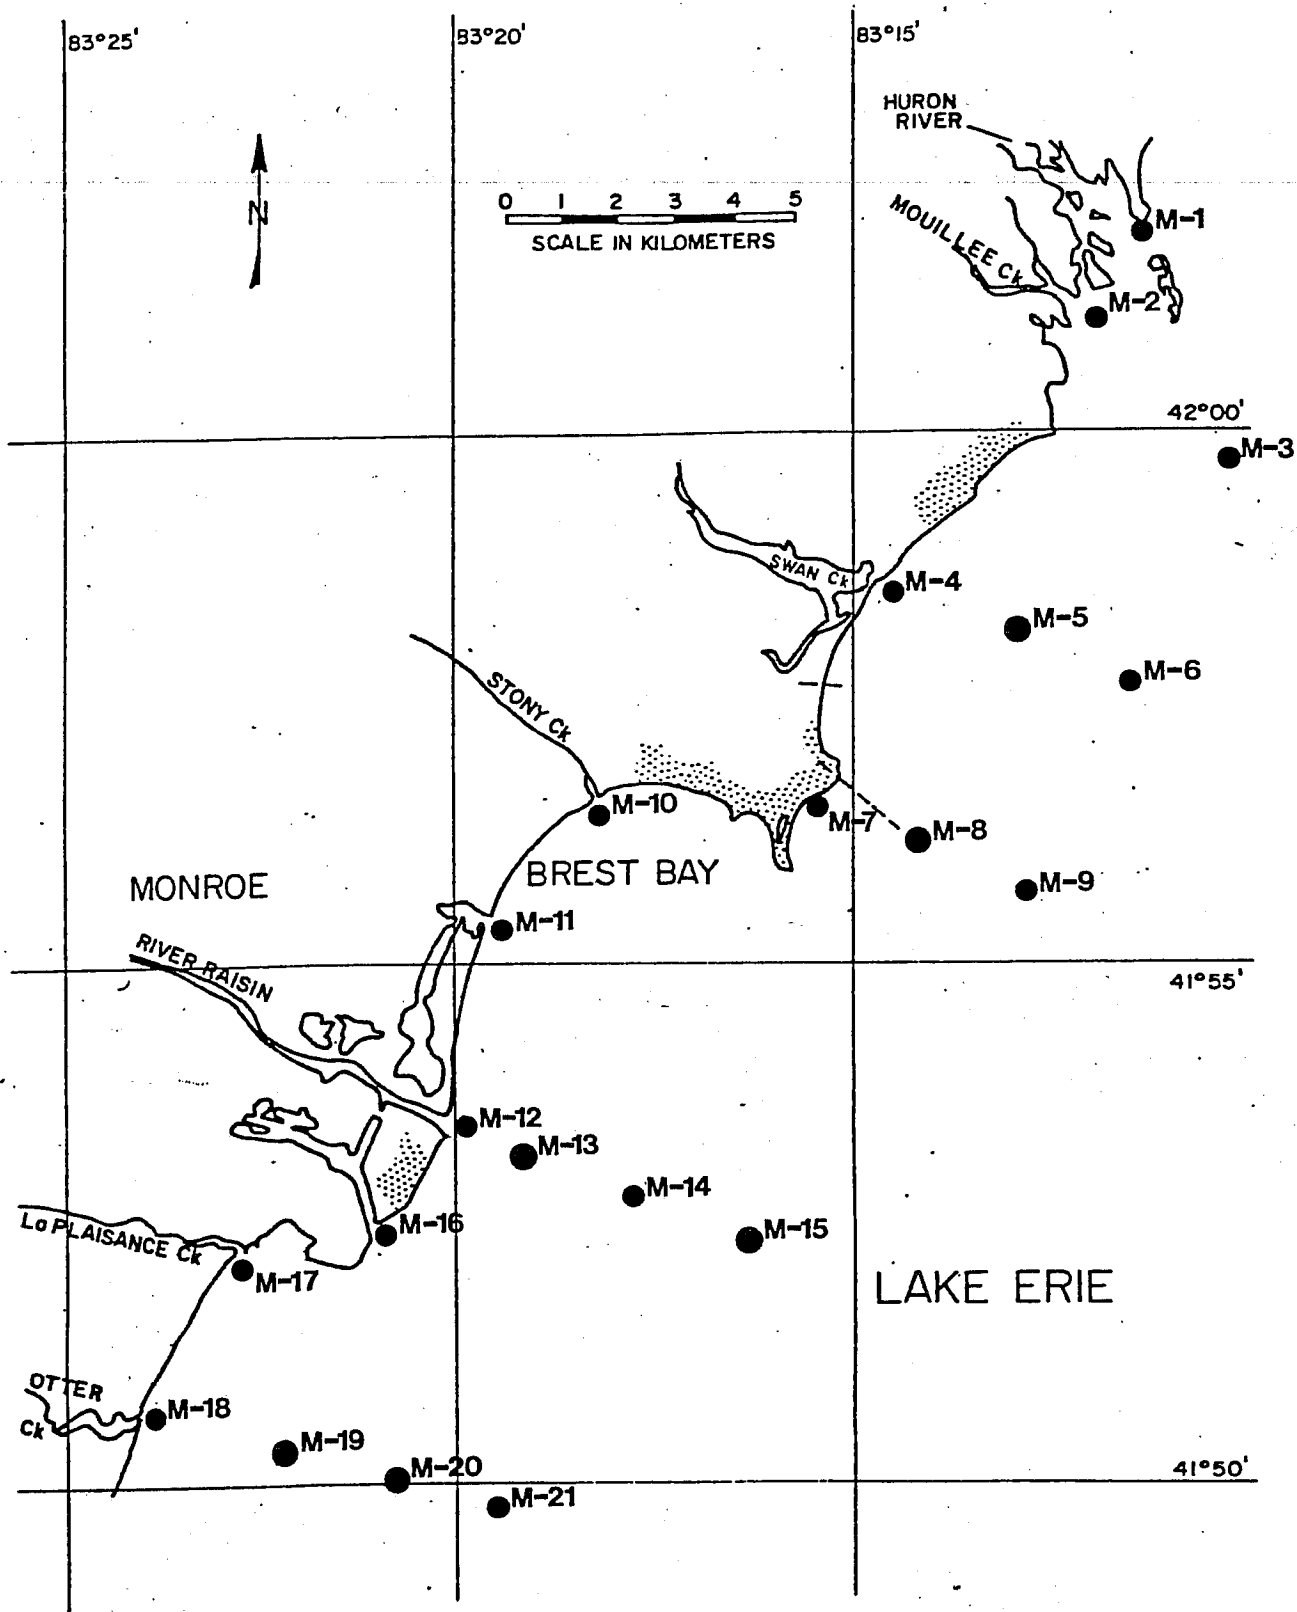 83°25'
83°20'
83°15'
HURON
RIVER
N
0 1 2 3 4 5
SCALE IN KILOMETERS
MOUILLEE Ck
M-1
M-2
42°00'
M-3
SWAN Ck
M-4
M-5
M-6
STONY Ck
M-10
M-7
M-8
BREST BAY
MONROE
M-9
M-11
RIVER RAISIN
41°55'
M-12
M-13
M-14
M-15
M-16
La PLAISANCE Ck
M-17
LAKE ERIE
OTTER
Ck
M-18
M-19
M-20
41°50'
M-21